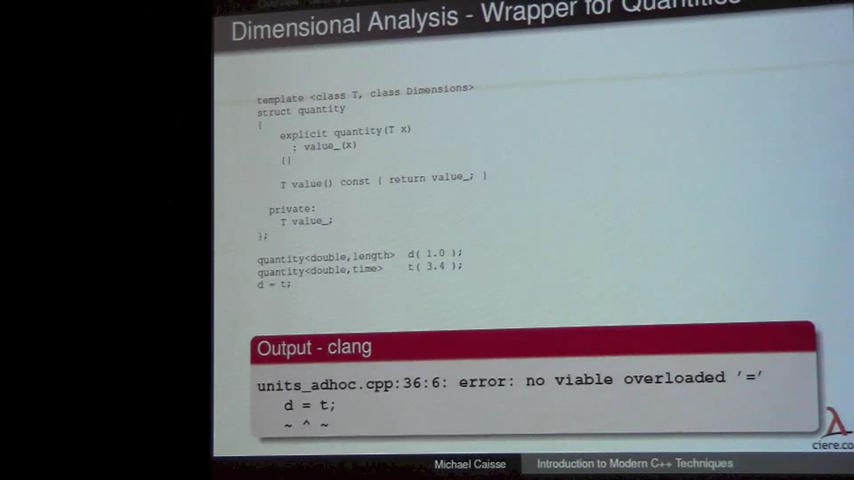 Dimensional Analysis - Wrapper for Quantities
template <class T, class Dimensions>
struct quantity
{
explicit quantity(T x)
: value_(x)
{}
T value() const { return value_; }
private:
T value_;
};
quantity<double,length> d( 1.0 );
quantity<double,time> t( 3.4 );
d = t;
Output - clang
units_adhoc.cpp:36:6: error: no viable overloaded '='
d = t;
~ ^ ~
λ
ciere.co
Michael Caisse
Introduction to Modern C++ Techniques